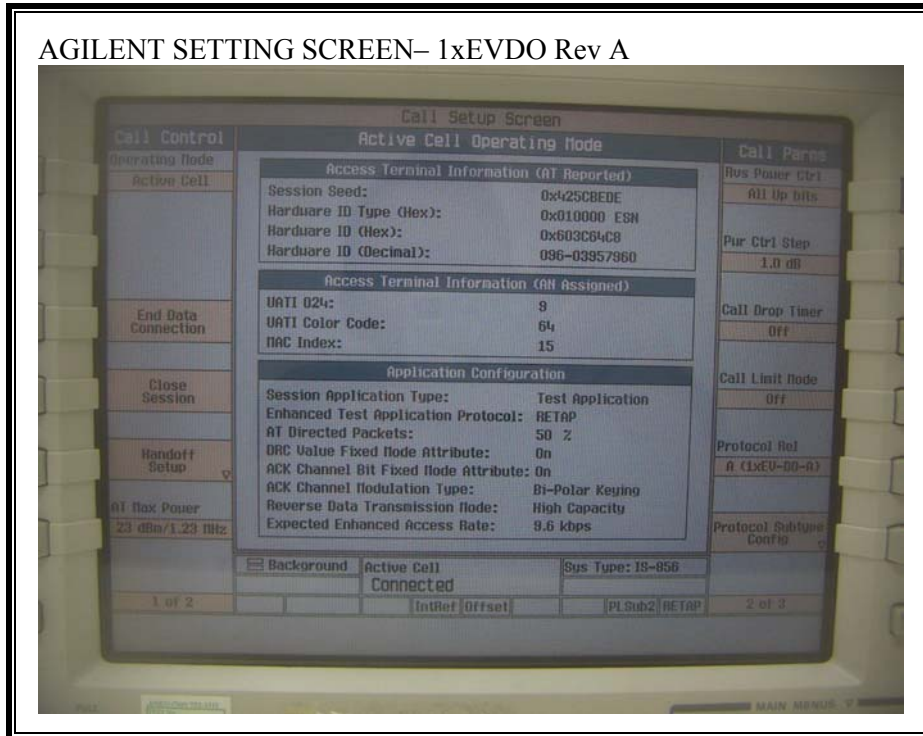 AGILENT SETTING SCREEN– 1xEVDO Rev A
Call Setup Screen
Call Control
Operating Mode
Active Cell
End Data
Connection
Close
Session
Handoff
Setup
AT Max Power
23 dBm/1.23 MHz
1 of 2
Active Cell Operating Mode
Access Terminal Information (AT Reported)
Session Seed: 0x425CBEDE
Hardware ID Type (Hex): 0x010000 ESN
Hardware ID (Hex): 0x603C64C8
Hardware ID (Decimal): 096-03957960
Access Terminal Information (AN Assigned)
UATI 024: 9
UATI Color Code: 64
MAC Index: 15
Application Configuration
Session Application Type: Test Application
Enhanced Test Application Protocol: RETAP
AT Directed Packets: 50 %
DRC Value Fixed Mode Attribute: On
ACK Channel Bit Fixed Mode Attribute: On
ACK Channel Modulation Type: Bi-Polar Keying
Reverse Data Transmission Mode: High Capacity
Expected Enhanced Access Rate: 9.6 kbps
Background
Active Cell
Sys Type: IS-856
Connected
IntRef Offset PLSub2 RETAP
Call Parms
Rvs Power Ctrl
All Up bits
Pwr Ctrl Step
1.0 dB
Call Drop Timer
Off
Call Limit Mode
Off
Protocol Rel
A (1xEV-DO-A)
Protocol Subtype
Config
2 of 3
MAIN MENUS